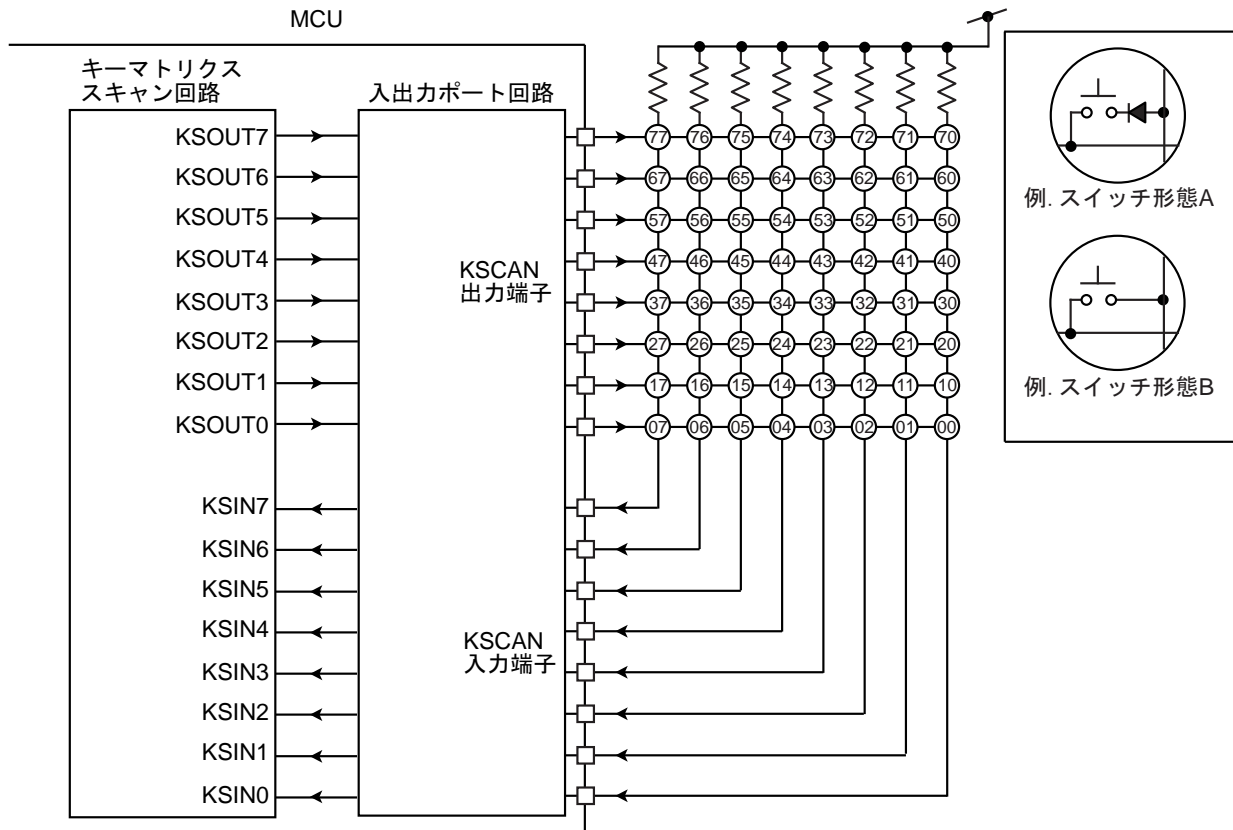 MCU
キーマトリクス
スキャン回路
入出力ポート回路
KSOUT7
KSOUT6
KSOUT5
KSOUT4
KSOUT3
KSOUT2
KSOUT1
KSOUT0
KSIN7
KSIN6
KSIN5
KSIN4
KSIN3
KSIN2
KSIN1
KSIN0
KSCAN
出力端子
KSCAN
入力端子
77 76 75 74 73 72 71 70
67 66 65 64 63 62 61 60
57 56 55 54 53 52 51 50
47 46 45 44 43 42 41 40
37 36 35 34 33 32 31 30
27 26 25 24 23 22 21 20
17 16 15 14 13 12 11 10
07 06 05 04 03 02 01 00
例. スイッチ形態A
例. スイッチ形態B